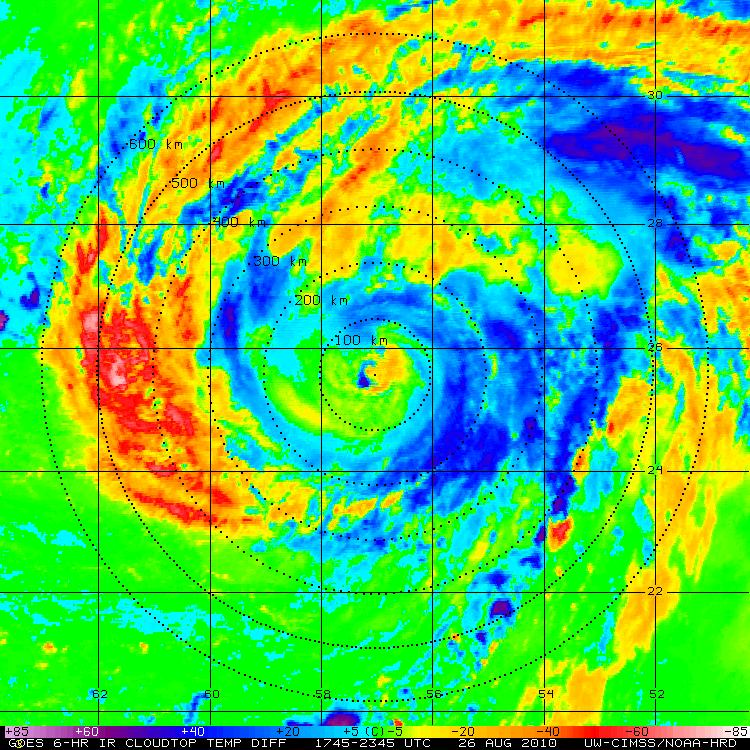 30
600 km
500 km
400 km
28
300 km
200 km
100 km
26
24
22
62 60 58 56 54 52
+85 +60 +40 +20 +5 (C) -5 -20 -40 -60 -85
GOES 6-HR IR CLOUDTOP TEMP DIFF 1745-2345 UTC 26 AUG 2010 UW-CIMSS/NOAA-HRD